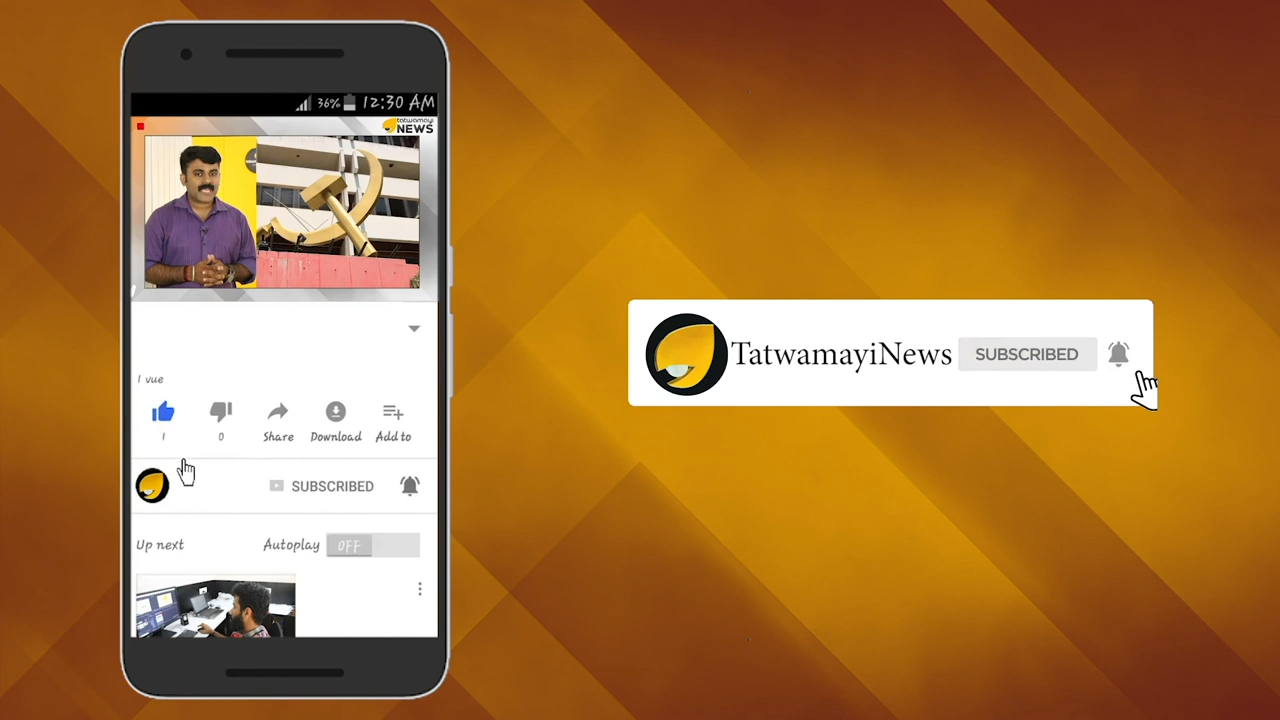 36% 12:30 AM
tatwamayi
NEWS
1 vue
1
0
Share
Download
Add to
SUBSCRIBED
Up next
Autoplay
OFF
TatwamayiNews
SUBSCRIBED